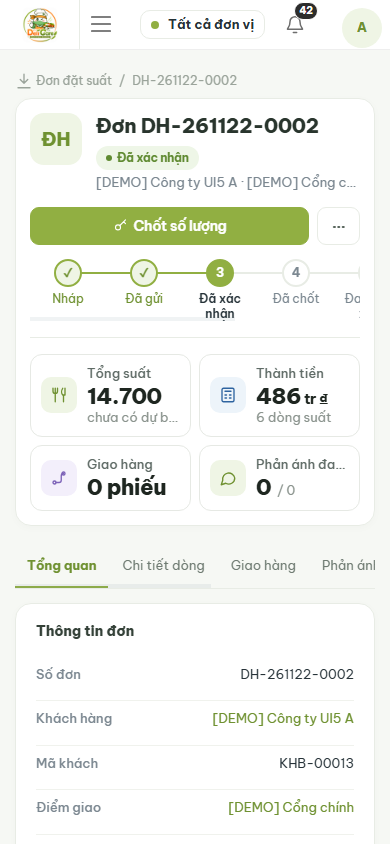 Tất cả đơn vị
42
A
Đơn đặt suất / DH-261122-0002
ĐH
Đơn DH-261122-0002
Đã xác nhận
[DEMO] Công ty UI5 A · [DEMO] Cổng c...
Chốt số lượng
...
3
4
Nháp
Đã gửi
Đã xác nhận
Đã chốt
Tổng suất
14.700
chưa có dự b...
Thành tiền
486 tr ₫
6 dòng suất
Giao hàng
0 phiếu
Phản ánh đa...
0 / 0
Tổng quan
Chi tiết dòng
Giao hàng
Phản ánh
Thông tin đơn
Số đơn
DH-261122-0002
Khách hàng
[DEMO] Công ty UI5 A
Mã khách
KHB-00013
Điểm giao
[DEMO] Cổng chính